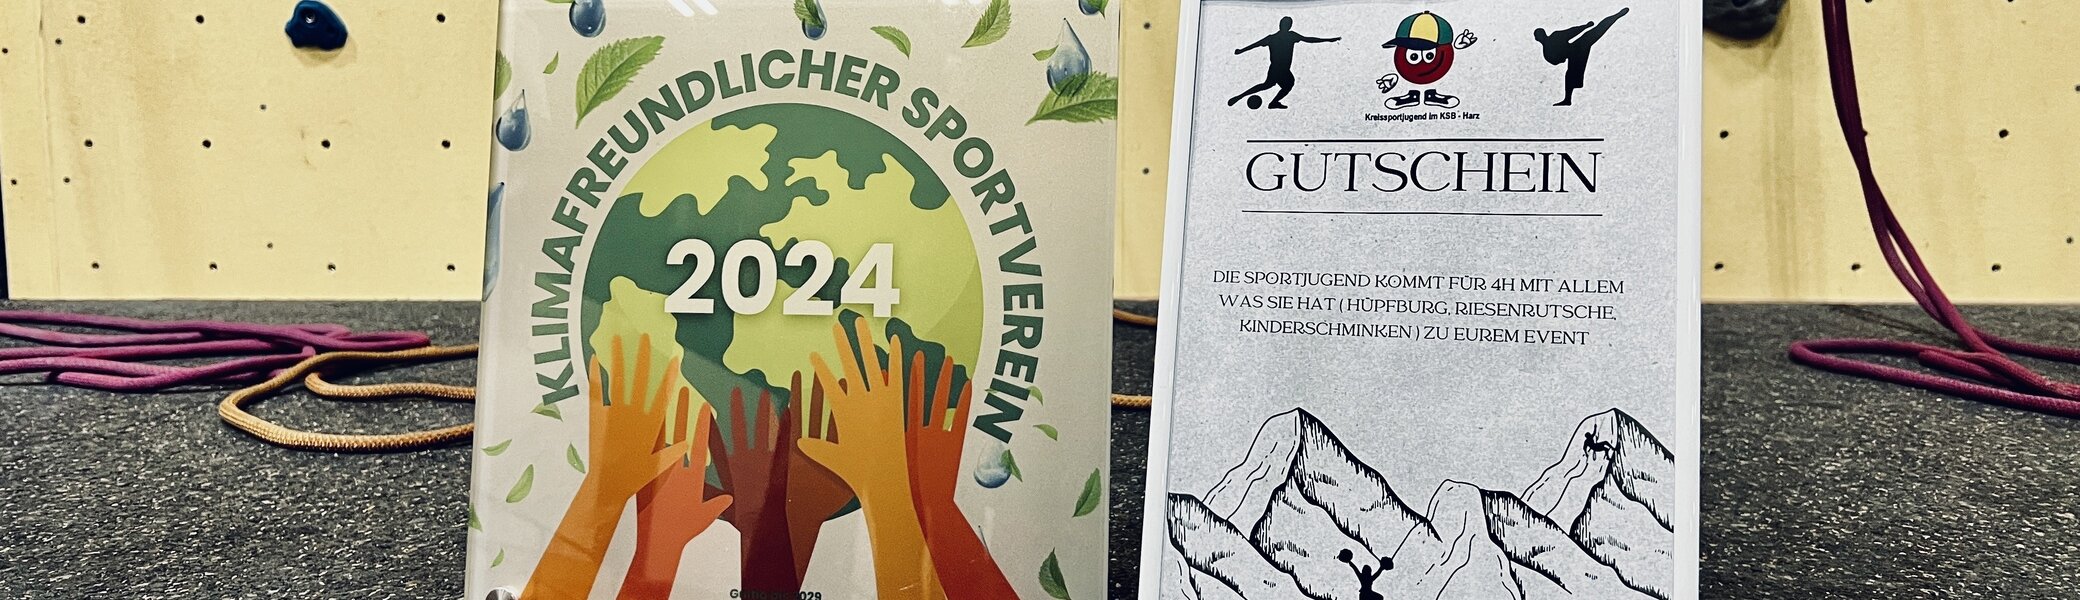 KLIMAFREUNDLICHER SPORTVEREIN
2024
Kreissportjugend im KSB - Harz
GUTSCHEIN
DIE SPORTJUGEND KOMMT FÜR 4H MIT ALLEM
WAS SIE HAT ( HÜPFBURG, RIESENRUTSCHE,
KINDERSCHMINKEN ) ZU EUREM EVENT